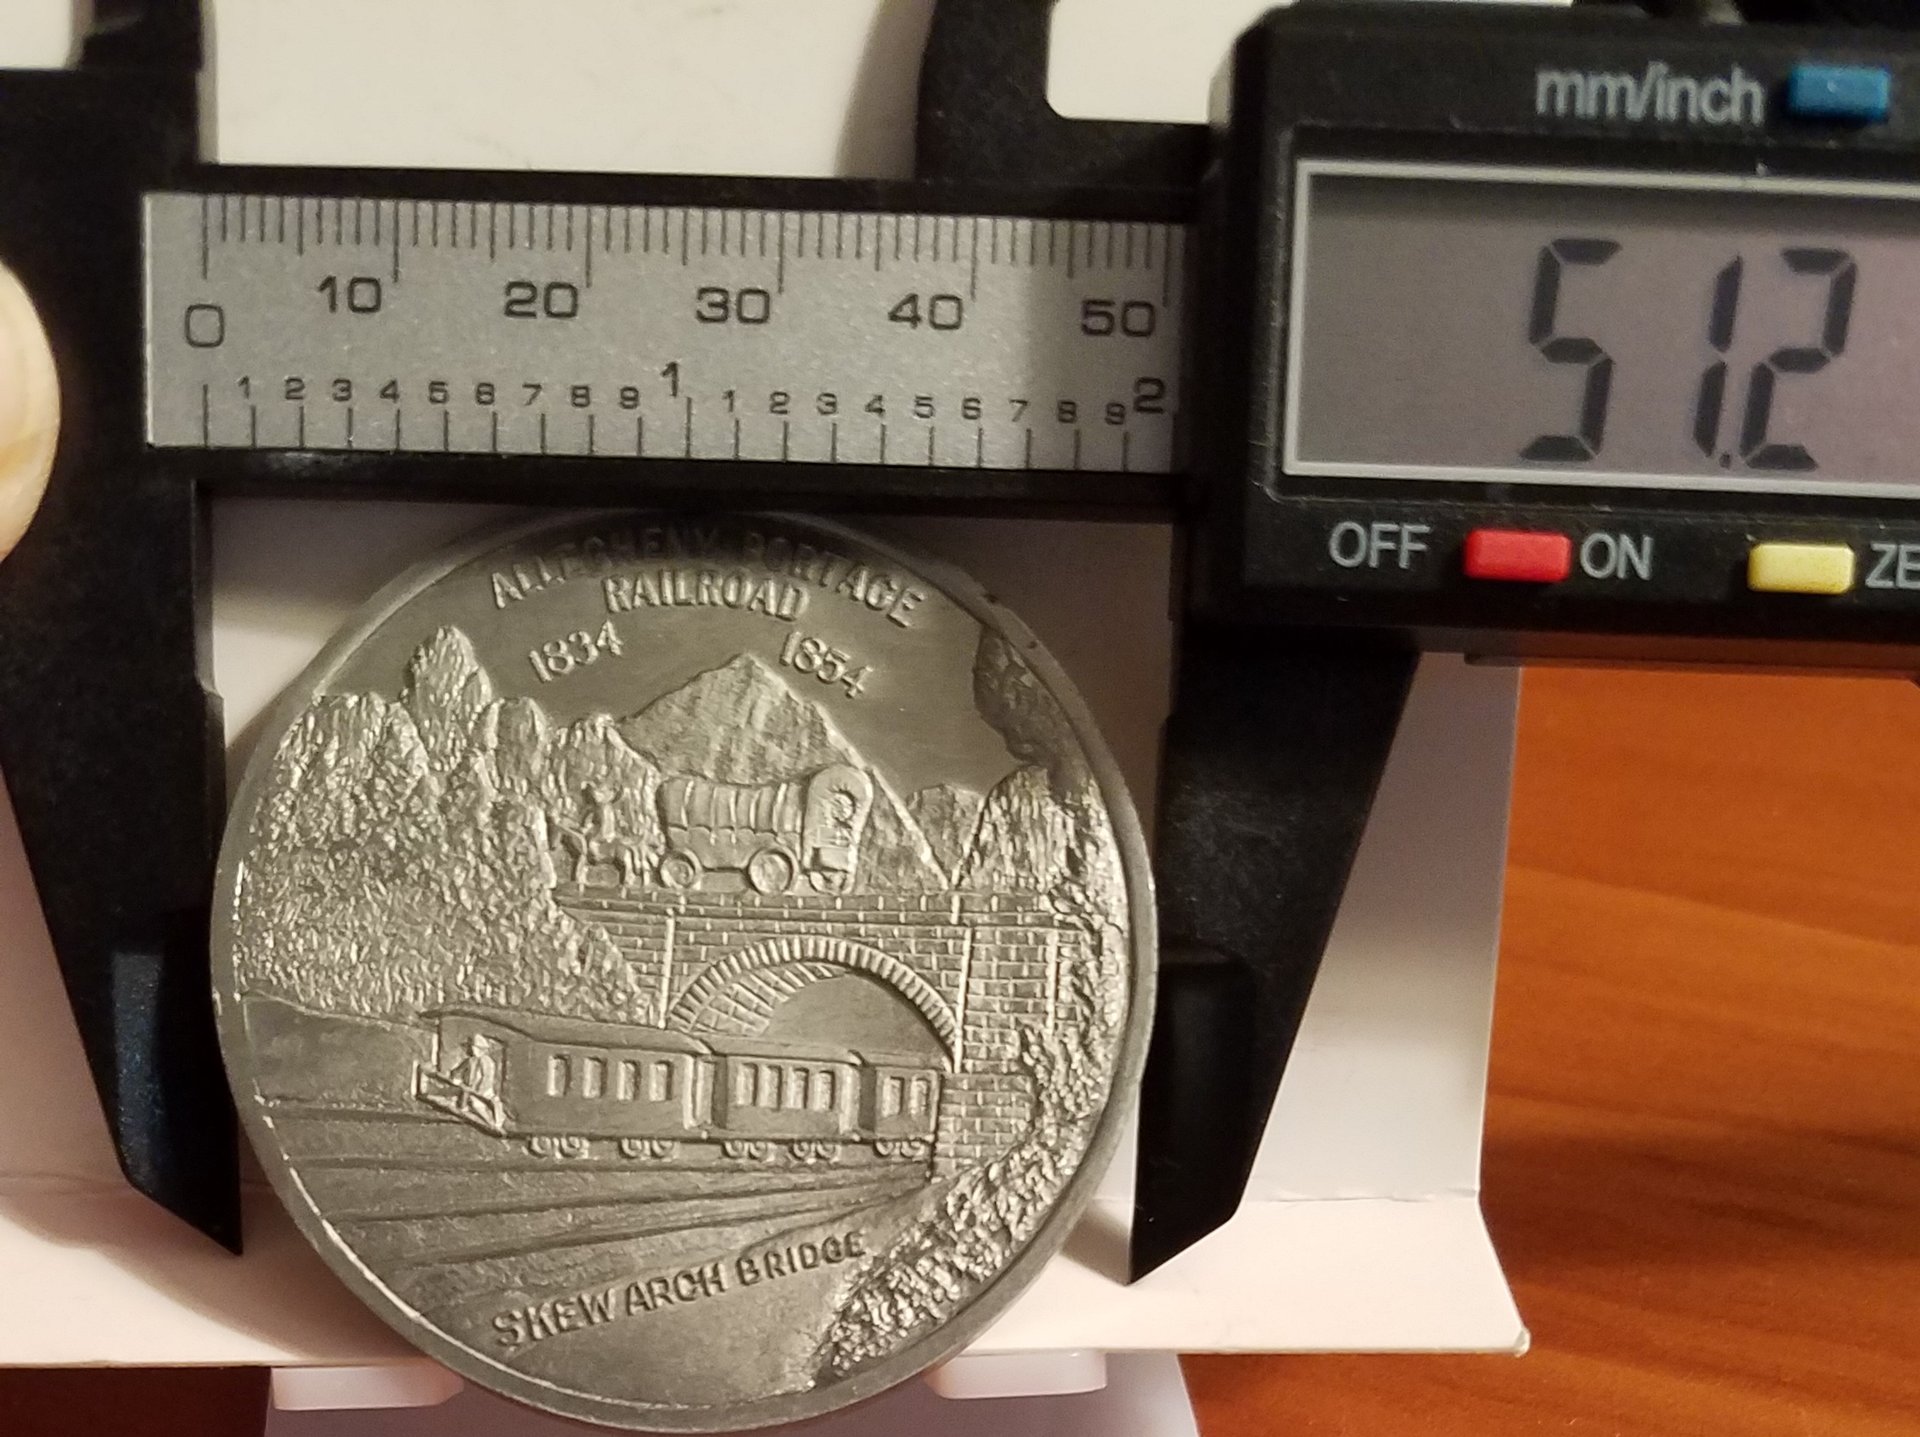 mm/inch
51.2
OFF ON ZE
0 10 20 30 40 50
1 2 3 4 5 6 7 8 9 1 1 2 3 4 5 6 7 8 9 2
ALLEGHENY PORTAGE
RAILROAD
1834 1854
SKEW ARCH BRIDGE